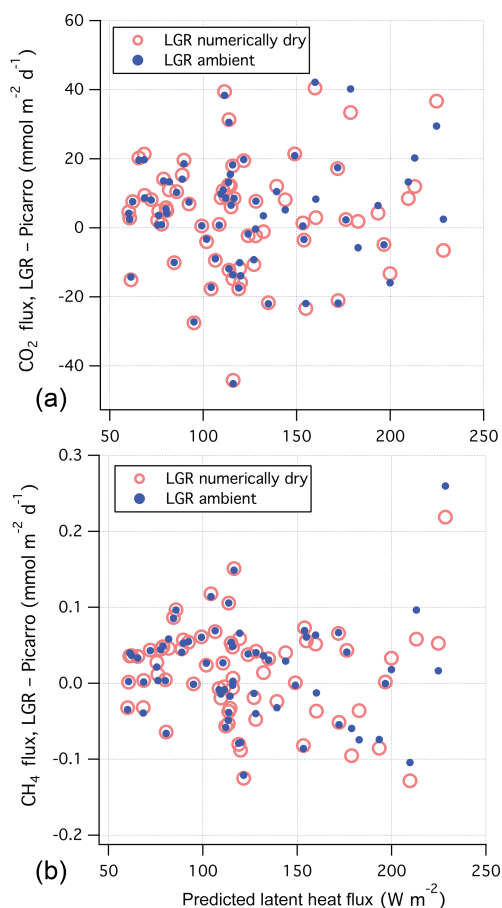 60
40
20
0
-20
-40
CO2 flux, LGR – Picarro (mmol m-2 d-1)
LGR numerically dry
LGR ambient
(a)
50
100
150
200
250
0.3
0.2
0.1
0.0
-0.1
-0.2
CH4 flux, LGR – Picarro (mmol m-2 d-1)
LGR numerically dry
LGR ambient
(b)
50
100
150
200
250
Predicted latent heat flux (W m-2)